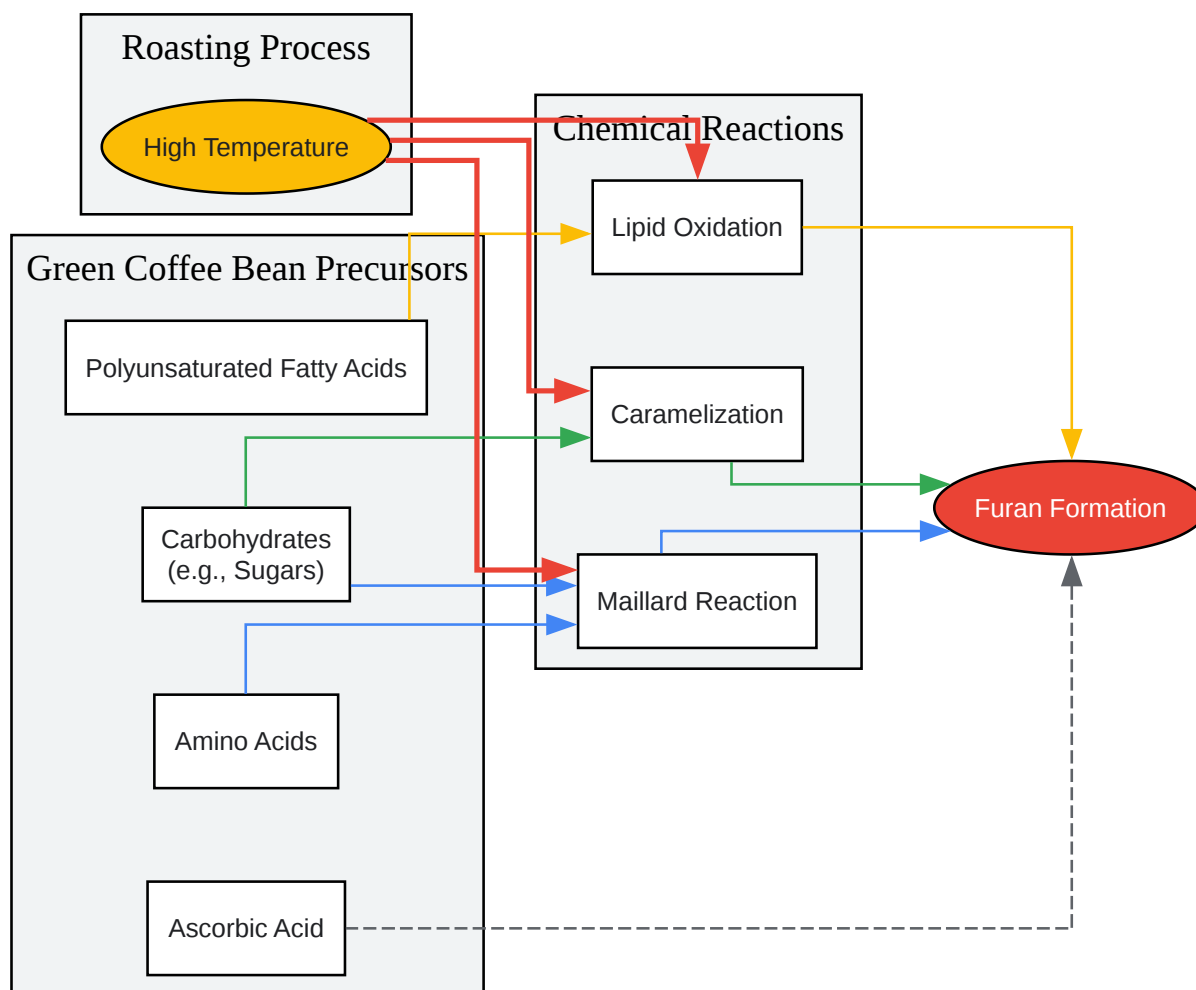 Roasting Process
High Temperature
Green Coffee Bean Precursors
Polyunsaturated Fatty Acids
Carbohydrates
(e.g., Sugars)
Amino Acids
Ascorbic Acid
Chemical Reactions
Lipid Oxidation
Caramelization
Maillard Reaction
Furan Formation